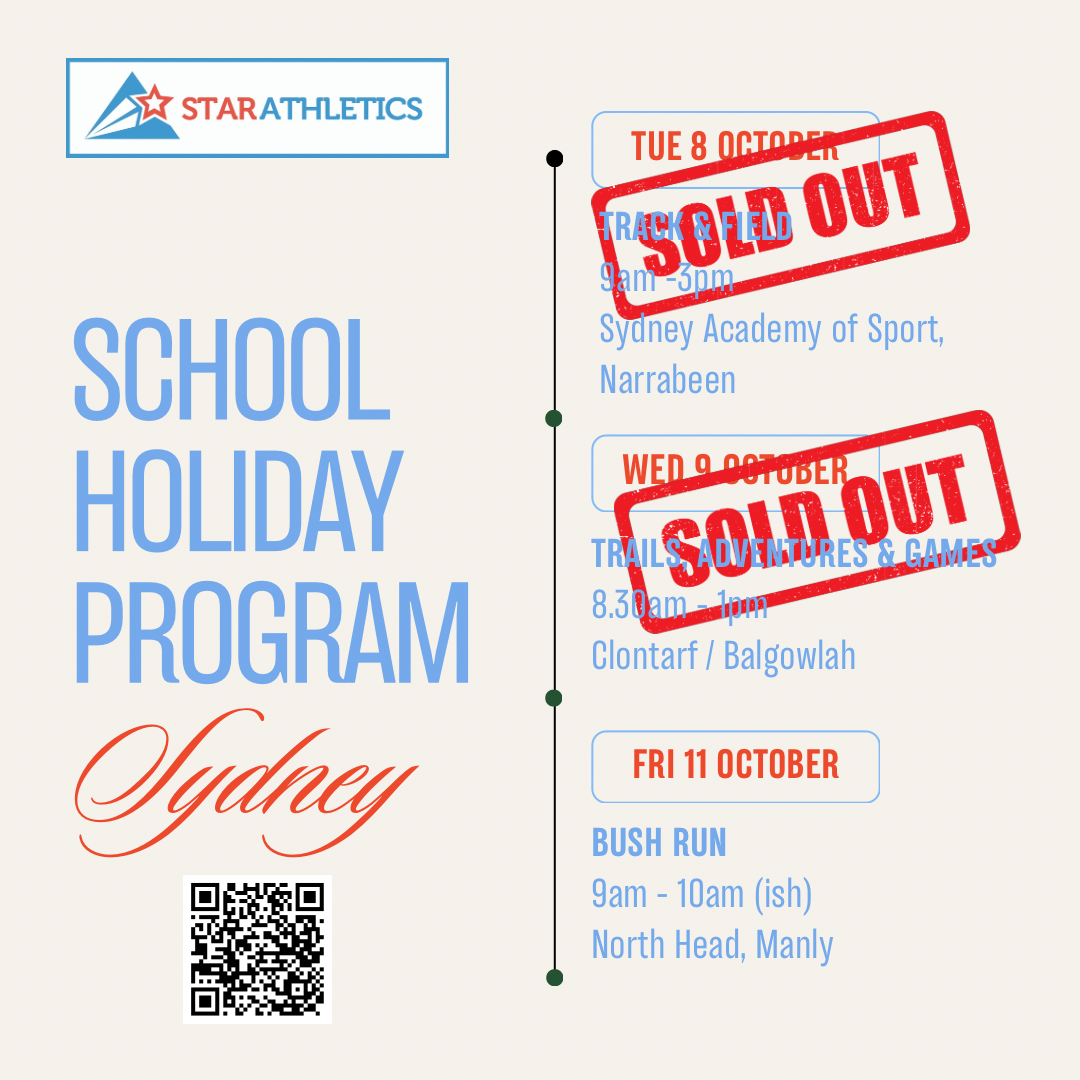 STARATHLETICS
SCHOOL
HOLIDAY
PROGRAM
Sydney
TUE 8 OCTOBER
SOLD OUT
TRACK & FIELD
9am -3pm
Sydney Academy of Sport,
Narrabeen
WED 9 OCTOBER
SOLD OUT
TRAILS, ADVENTURES & GAMES
8.30am - 1pm
Clontarf / Balgowlah
FRI 11 OCTOBER
BUSH RUN
9am - 10am (ish)
North Head, Manly